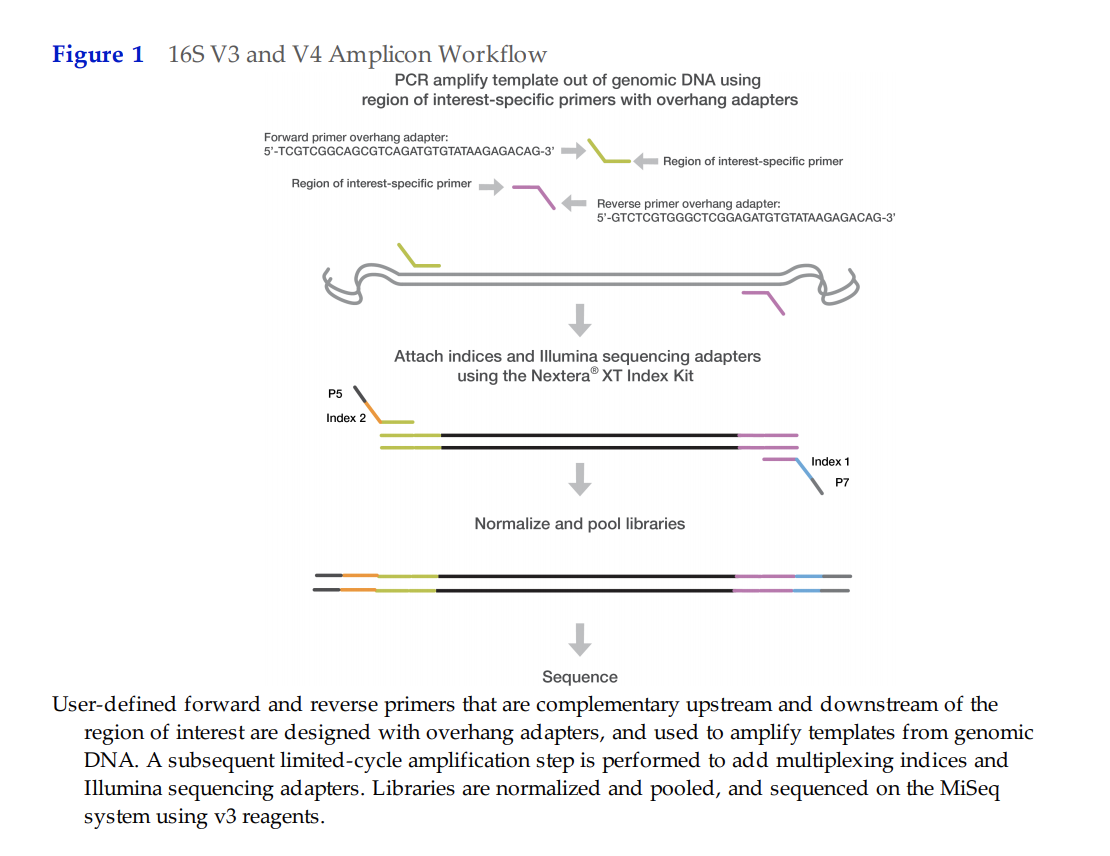 Figure 1 16S V3 and V4 Amplicon Workflow
PCR amplify template out of genomic DNA using
region of interest-specific primers with overhang adapters
Forward primer overhang adapter:
5'-TCGTCGGCAGCGTCAGATGTGTATAAGAGACAG-3'
Region of interest-specific primer
Region of interest-specific primer
Reverse primer overhang adapter:
5'-GTCTCGTGGGCTCGGAGATGTGTATAAGAGACAG-3'
Attach indices and Illumina sequencing adapters
using the Nextera® XT Index Kit
P5
Index 2
Index 1
P7
Normalize and pool libraries
Sequence
User-defined forward and reverse primers that are complementary upstream and downstream of the
region of interest are designed with overhang adapters, and used to amplify templates from genomic
DNA. A subsequent limited-cycle amplification step is performed to add multiplexing indices and
Illumina sequencing adapters. Libraries are normalized and pooled, and sequenced on the MiSeq
system using v3 reagents.